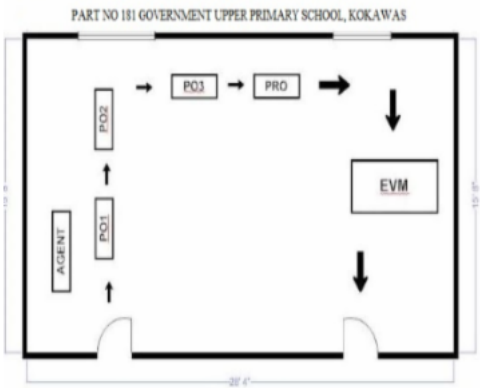 PART NO 181 GOVERNMENT UPPER PRIMARY SCHOOL, KOKAWAS
PO3
PRO
PO2
EVM
PO1
AGENT